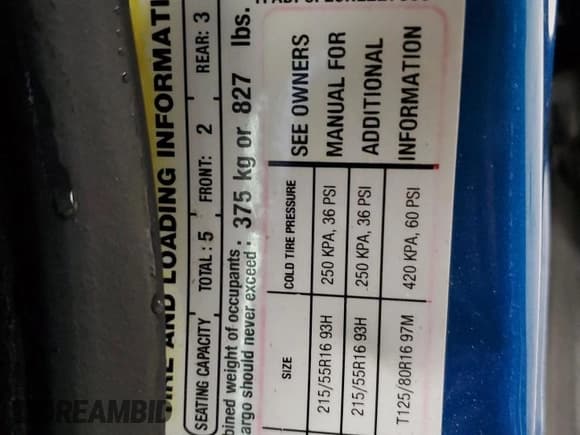 TIRE AND LOADING INFORMATI
SEATING CAPACITY TOTAL: 5 FRONT: 2 REAR: 3
bined weight of occupants
argo should never exceed: 375 kg or 827 lbs.
SIZE COLD TIRE PRESSURE SEE OWNERS
215/55R16 93H 250 KPA, 36 PSI MANUAL FOR
215/55R16 93H 250 KPA, 36 PSI ADDITIONAL
T125/80R16 97M 420 KPA, 60 PSI INFORMATION